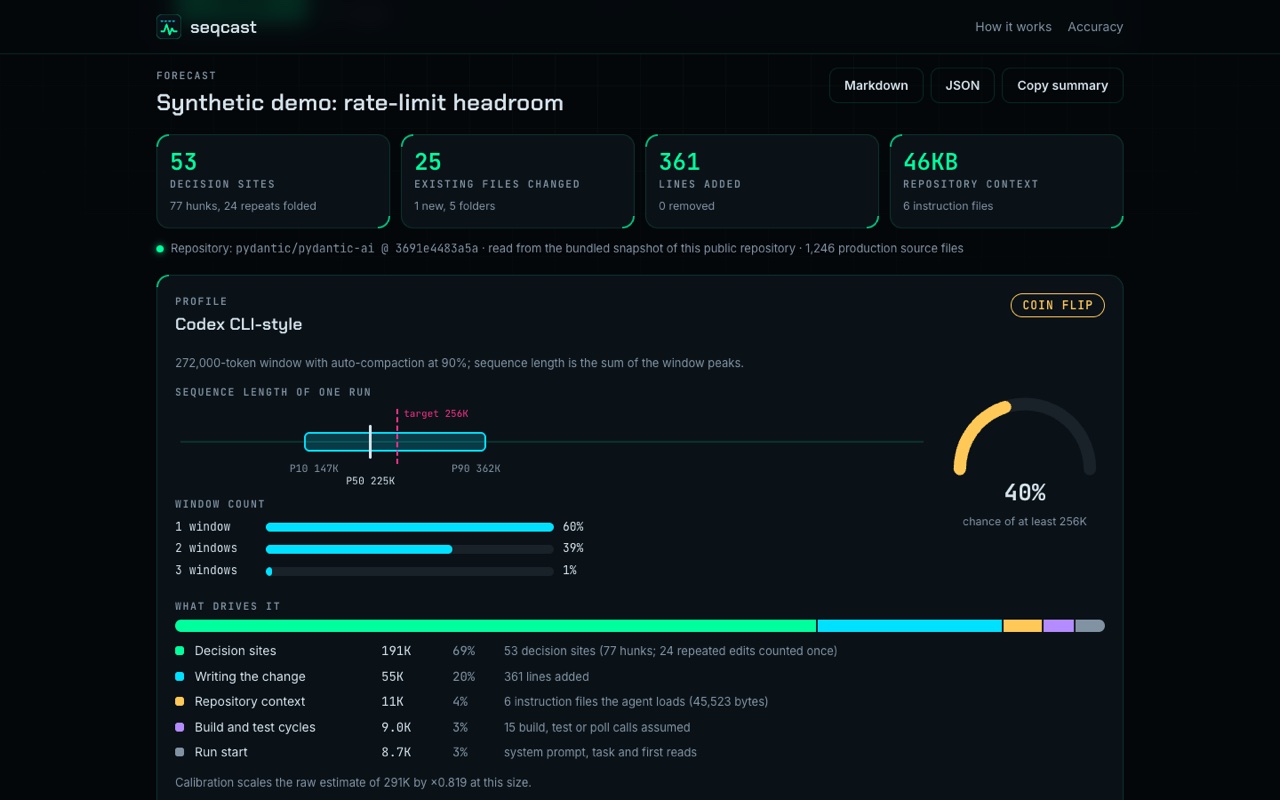 seqcast
How it works Accuracy
FORECAST
Synthetic demo: rate-limit headroom
Markdown JSON Copy summary
53
DECISION SITES
77 hunks, 24 repeats folded
25
EXISTING FILES CHANGED
1 new, 5 folders
361
LINES ADDED
0 removed
46KB
REPOSITORY CONTEXT
6 instruction files
Repository: pydantic/pydantic-ai @ 3691e4483a5a · read from the bundled snapshot of this public repository · 1,246 production source files
PROFILE
Codex CLI-style
COIN FLIP
272,000-token window with auto-compaction at 90%; sequence length is the sum of the window peaks.
SEQUENCE LENGTH OF ONE RUN
target 256K
P10 147K P90 362K
P50 225K
40%
chance of at least 256K
WINDOW COUNT
1 window 60%
2 windows 39%
3 windows 1%
WHAT DRIVES IT
Decision sites 191K 69% 53 decision sites (77 hunks; 24 repeated edits counted once)
Writing the change 55K 20% 361 lines added
Repository context 11K 4% 6 instruction files the agent loads (45,523 bytes)
Build and test cycles 9.0K 3% 15 build, test or poll calls assumed
Run start 8.7K 3% system prompt, task and first reads
Calibration scales the raw estimate of 291K by ×0.819 at this size.